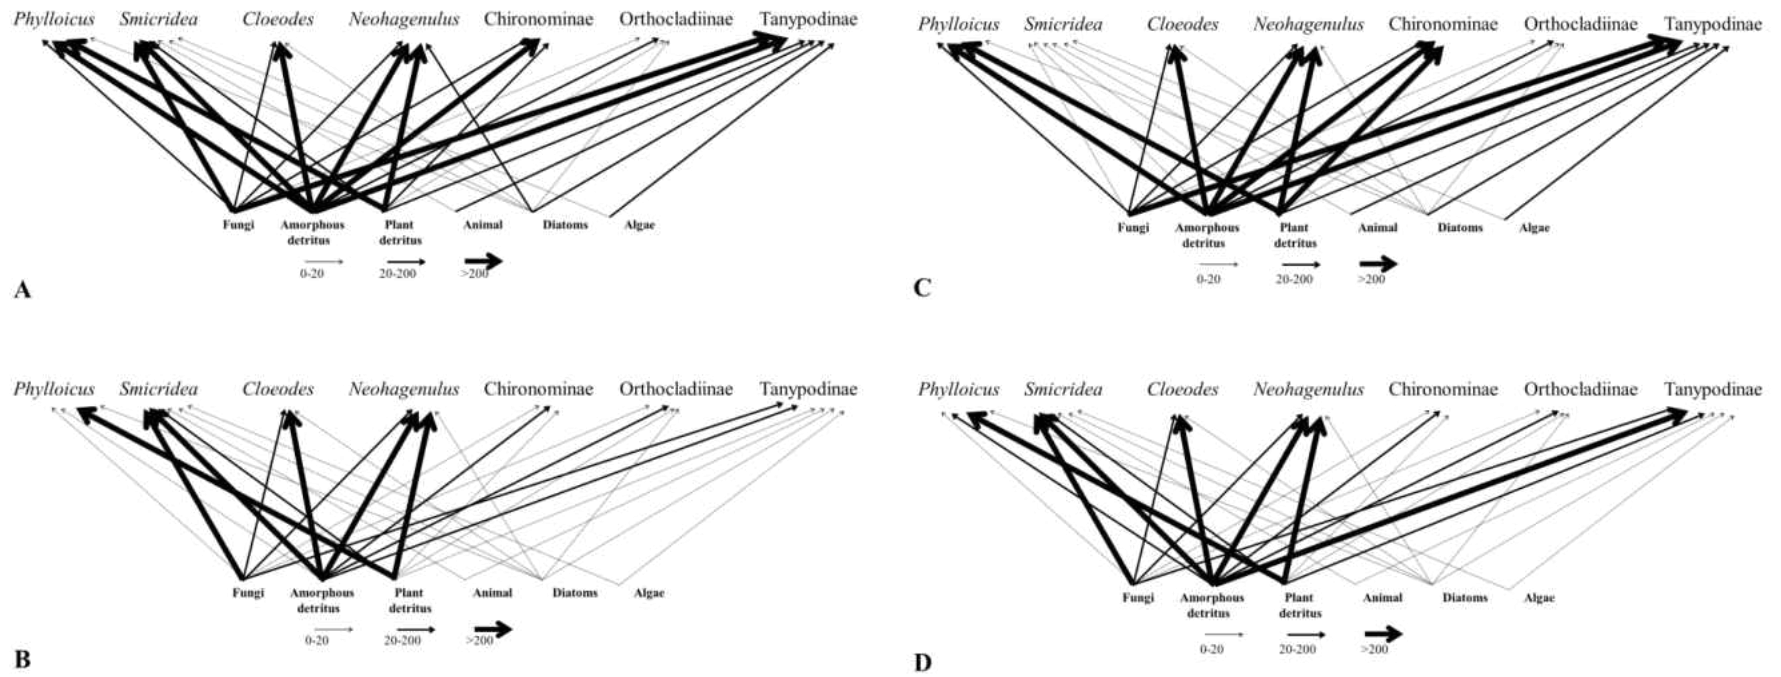 Phylloicus Smicridea Cloeodes Neohagenulus Chironominae Orthocladiinae Tanypodinae
Fungi Amorphous detritus Plant detritus Animal Diatoms Algae
0-20 20-200 >200
A
Phylloicus Smicridea Cloeodes Neohagenulus Chironominae Orthocladiinae Tanypodinae
Fungi Amorphous detritus Plant detritus Animal Diatoms Algae
0-20 20-200 >200
C
Phylloicus Smicridea Cloeodes Neohagenulus Chironominae Orthocladiinae Tanypodinae
Fungi Amorphous detritus Plant detritus Animal Diatoms Algae
0-20 20-200 >200
B
Phylloicus Smicridea Cloeodes Neohagenulus Chironominae Orthocladiinae Tanypodinae
Fungi Amorphous detritus Plant detritus Animal Diatoms Algae
0-20 20-200 >200
D